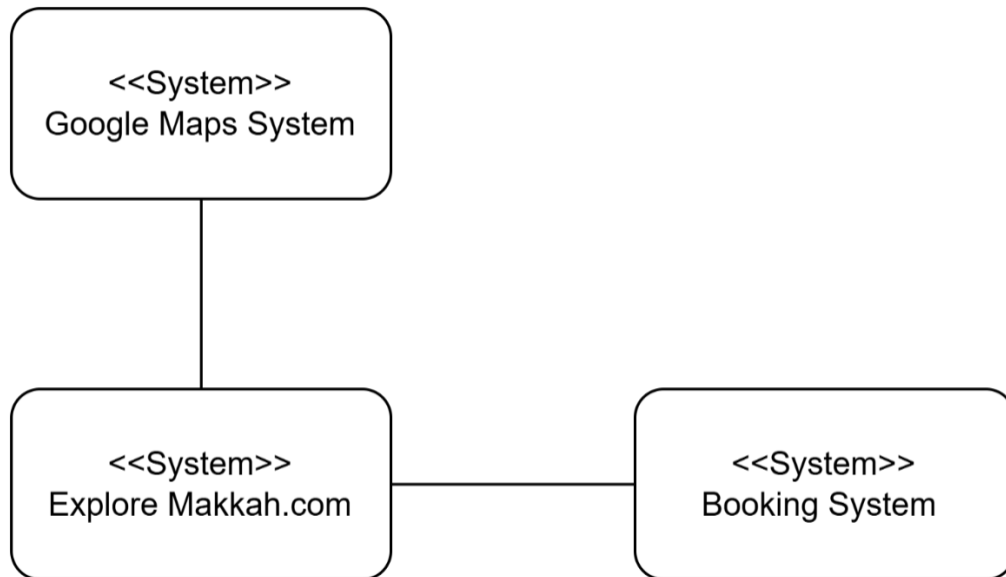 <<System>>
Google Maps System
<<System>>
Explore Makkah.com
<<System>>
Booking System